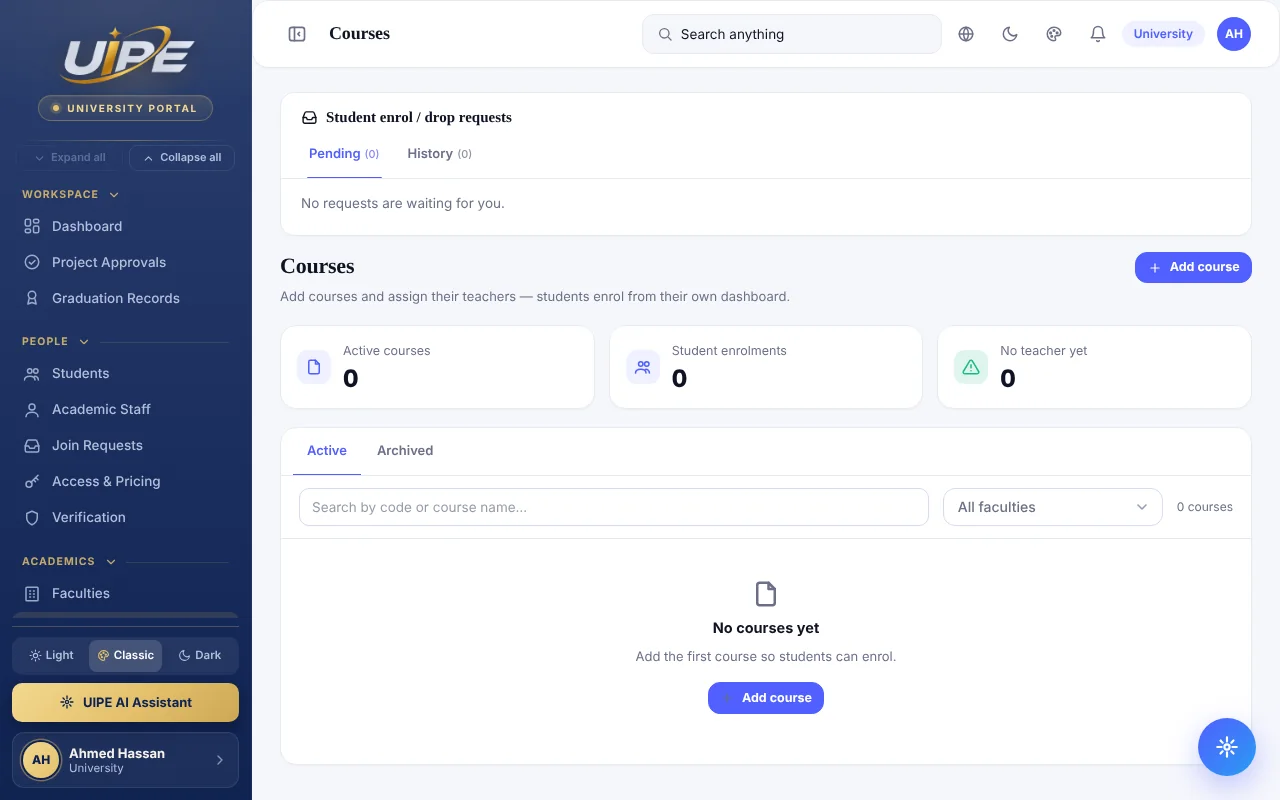 UIPE
UNIVERSITY PORTAL
Expand all
Collapse all
WORKSPACE
Dashboard
Project Approvals
Graduation Records
PEOPLE
Students
Academic Staff
Join Requests
Access & Pricing
Verification
ACADEMICS
Faculties
Light
Classic
Dark
UIPE AI Assistant
AH
Ahmed Hassan
University
Courses
Search anything
University
AH
Student enrol / drop requests
Pending (0)
History (0)
No requests are waiting for you.
Courses
Add course
Add courses and assign their teachers — students enrol from their own dashboard.
Active courses
0
Student enrolments
0
No teacher yet
0
Active
Archived
Search by code or course name...
All faculties
0 courses
No courses yet
Add the first course so students can enrol.
Add course